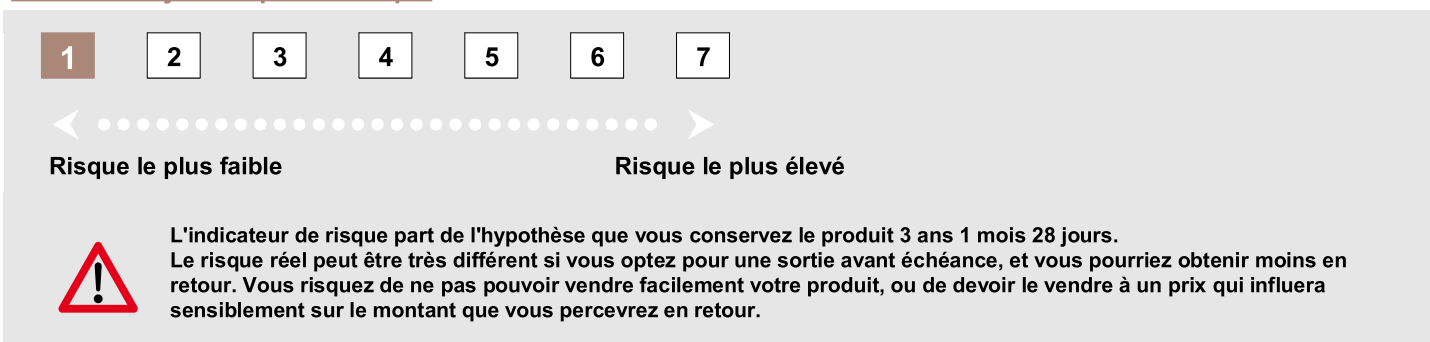 1 2 3 4 5 6 7
Risque le plus faible Risque le plus élevé
L'indicateur de risque part de l'hypothèse que vous conservez le produit 3 ans 1 mois 28 jours.
Le risque réel peut être très différent si vous optez pour une sortie avant échéance, et vous pourriez obtenir moins en
retour. Vous risquez de ne pas pouvoir vendre facilement votre produit, ou de devoir le vendre à un prix qui influera
sensiblement sur le montant que vous percevrez en retour.